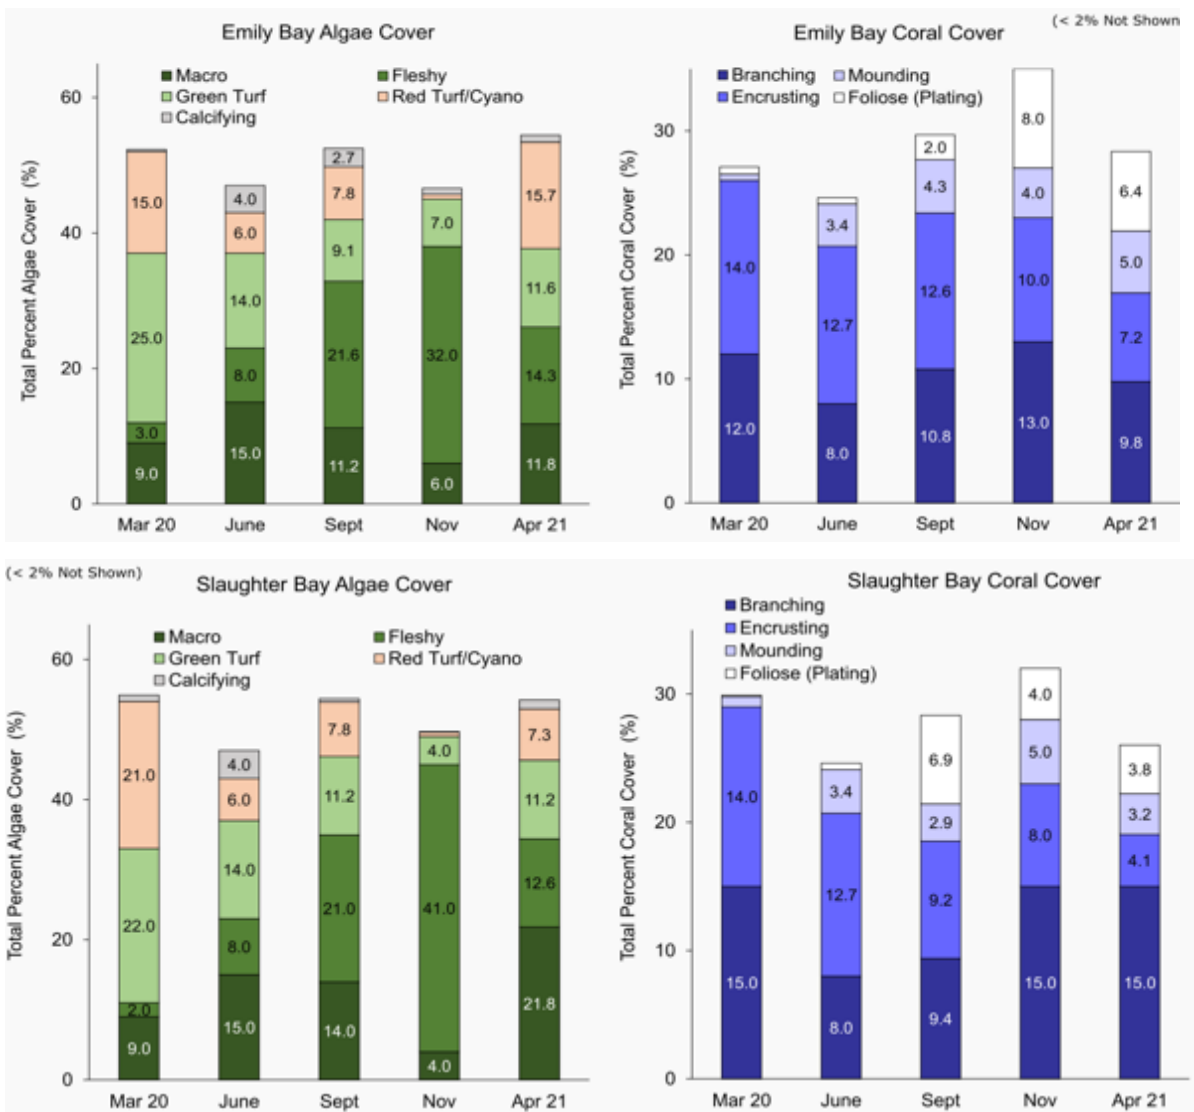 Emily Bay Algae Cover
Macro Fleshy
Green Turf Red Turf/Cyano
Calcifying
Total Percent Algae Cover (%)
60
40
20
0
15.0 4.0 2.7 15.7
6.0 7.8 7.0
25.0 14.0 9.1 11.6
3.0 8.0 21.6 32.0 14.3
9.0 15.0 11.2 6.0 11.8
Mar 20 June Sept Nov Apr 21
(< 2% Not Shown
Emily Bay Coral Cover
Branching Mounding
Encrusting Foliose (Plating)
Total Percent Coral Cover (%)
30
20
10
0
2.0 8.0 6.4
3.4 4.3 4.0 5.0
14.0 12.7 12.6 10.0 7.2
12.0 8.0 10.8 13.0 9.8
Mar 20 June Sept Nov Apr 21
(< 2% Not Shown)
Slaughter Bay Algae Cover
Macro Fleshy
Green Turf Red Turf/Cyano
Calcifying
Total Percent Algae Cover (%)
60
40
20
0
21.0 4.0 7.8 7.3
6.0 4.0
22.0 14.0 11.2 11.2
2.0 8.0 21.0 41.0 12.6
9.0 15.0 14.0 4.0 21.8
Mar 20 June Sept Nov Apr 21
Slaughter Bay Coral Cover
Branching
Encrusting
Mounding
Foliose (Plating)
Total Percent Coral Cover (%)
30
20
10
0
6.9 4.0 3.8
3.4 2.9 5.0 3.2
14.0 12.7 9.2 8.0 4.1
15.0 8.0 9.4 15.0 15.0
Mar 20 June Sept Nov Apr 21